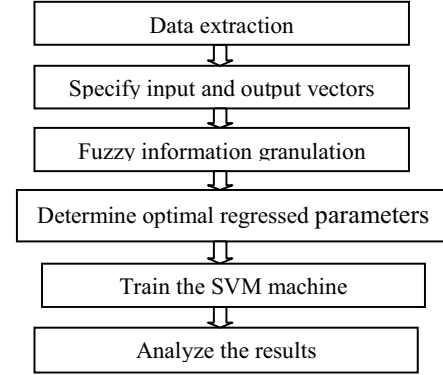 Data extraction
Specify input and output vectors
Fuzzy information granulation
Determine optimal regressed parameters
Train the SVM machine
Analyze the results